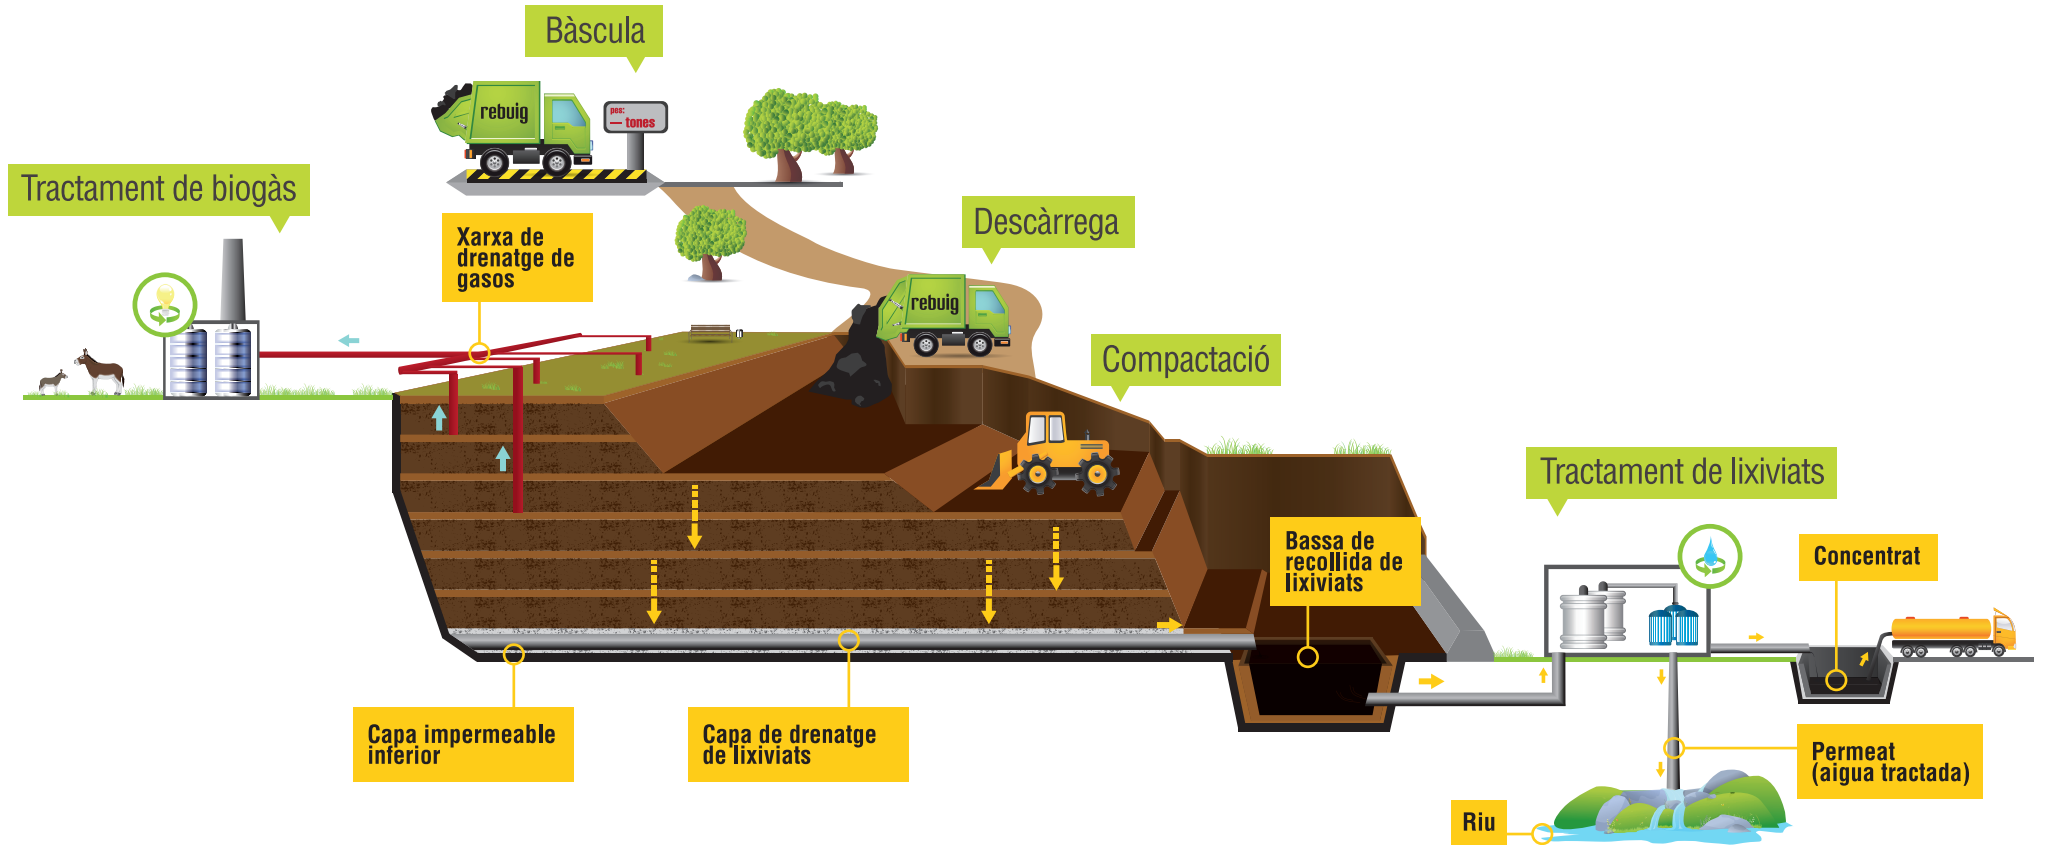 Bàscula
rebuig
pes:
--- tones
Tractament de biogàs
Xarxa de
drenatge de
gasos
Descàrrega
rebuig
Compactació
Tractament de lixiviats
Bassa de
recollida de
lixiviats
Concentrat
Capa impermeable
inferior
Capa de drenatge
de lixiviats
Permeat
(aigua tractada)
Riu